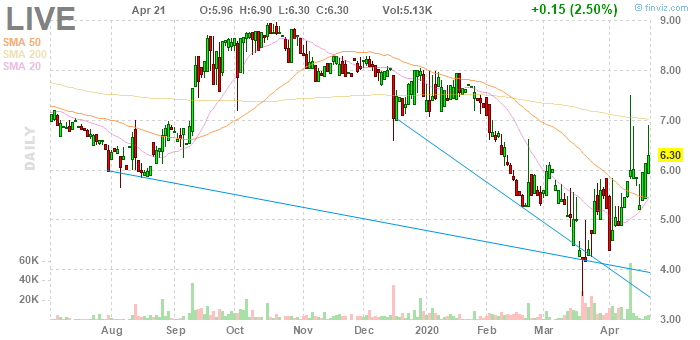 LIVE Apr 21 O:5.96 H:6.90 L:6.30 C:6.30 Vol:5.13K +0.15 (2.50%) © finviz.com
SMA 50
SMA 200
SMA 20
DAILY
9.00
8.00
7.00
6.30
6.00
5.00
60K 4.00
40K
20K
3.00
Aug Sep Oct Nov Dec 2020 Feb Mar Apr